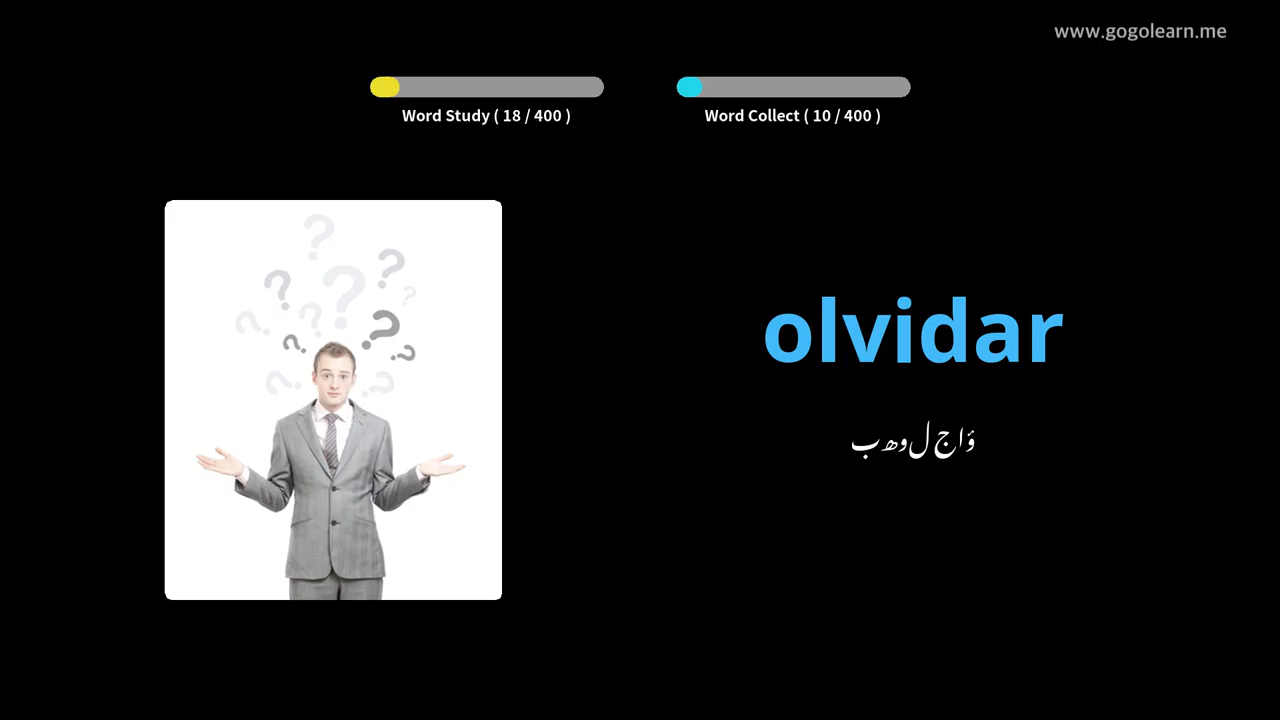 www.gogolearn.me
Word Study ( 18 / 400 )
Word Collect ( 10 / 400 )
olvidar
بھول جاؤ